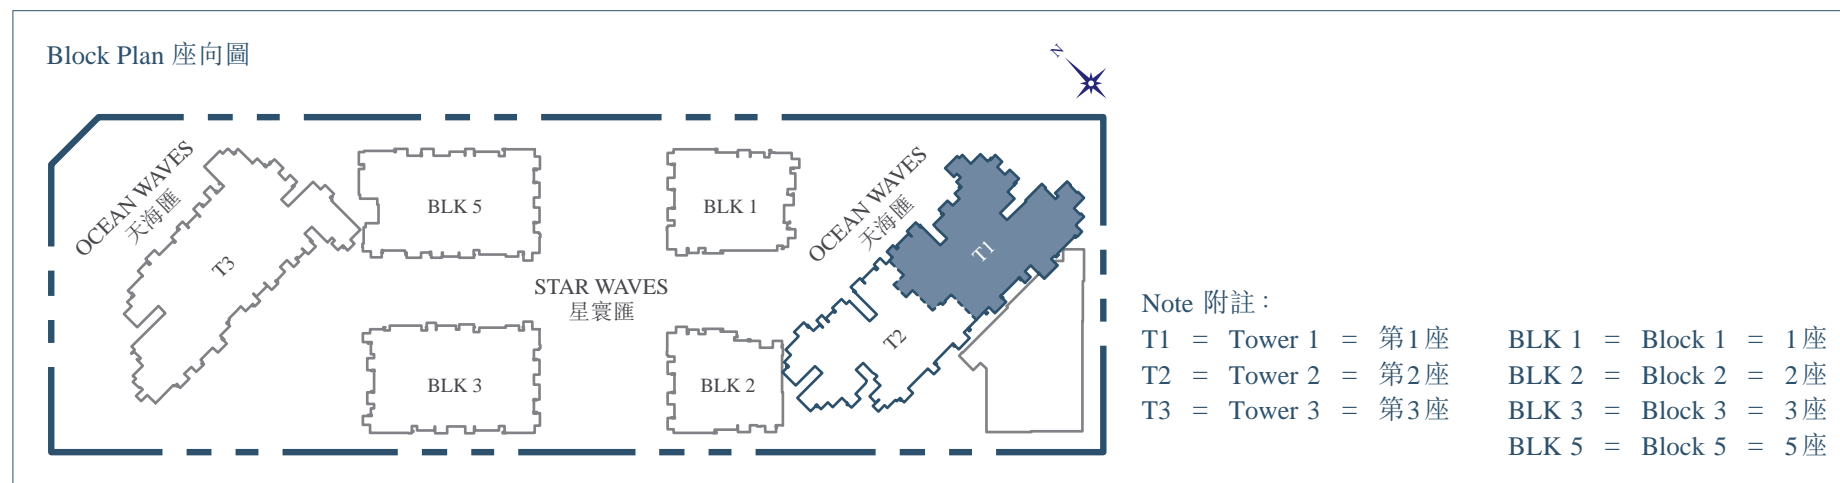 Block Plan 座向圖
N
OCEAN WAVES
天海匯
T3
BLK 5
BLK 1
OCEAN WAVES
天海匯
T1
STAR WAVES
星寰匯
BLK 3
BLK 2
T2
Note 附註：
T1 = Tower 1 = 第1座
T2 = Tower 2 = 第2座
T3 = Tower 3 = 第3座
BLK 1 = Block 1 = 1座
BLK 2 = Block 2 = 2座
BLK 3 = Block 3 = 3座
BLK 5 = Block 5 = 5座